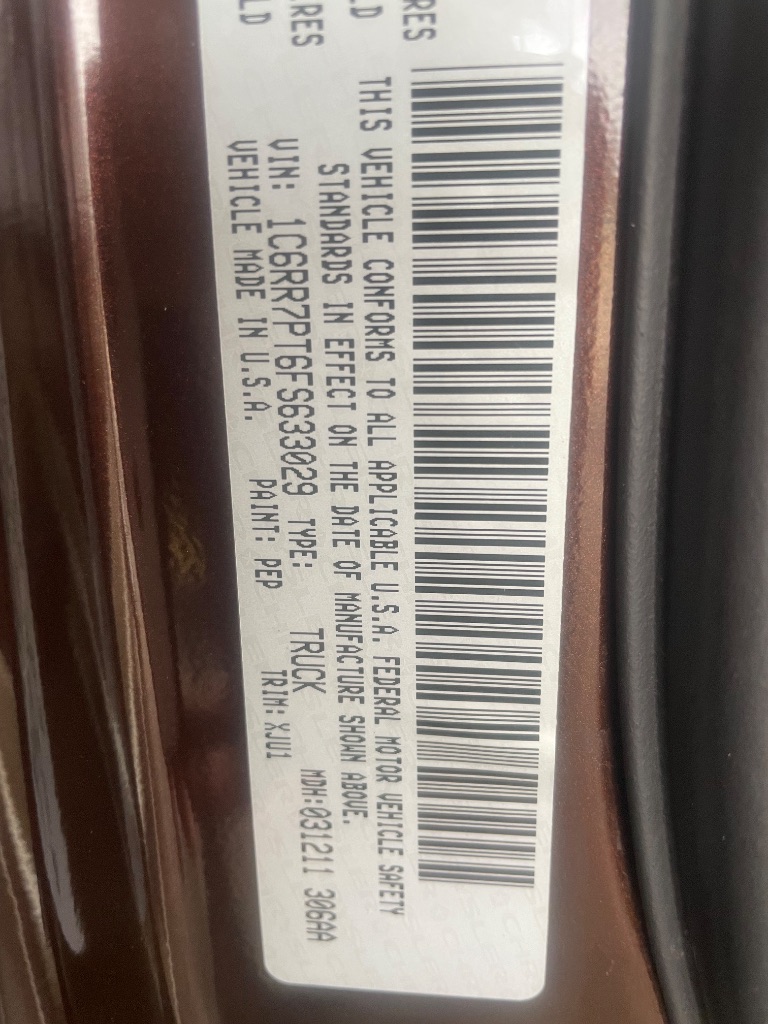 RES
LD
RES
LD
THIS VEHICLE CONFORMS TO ALL APPLICABLE U.S.A. FEDERAL MOTOR VEHICLE SAFETY
STANDARDS IN EFFECT ON THE DATE OF MANUFACTURE SHOWN ABOVE.
VIN: 1C6RR7PT6FS633029 TYPE: TRUCK MDH:031211 306AA
VEHICLE MADE IN U.S.A. PAINT: PEP TRIM:XJU1